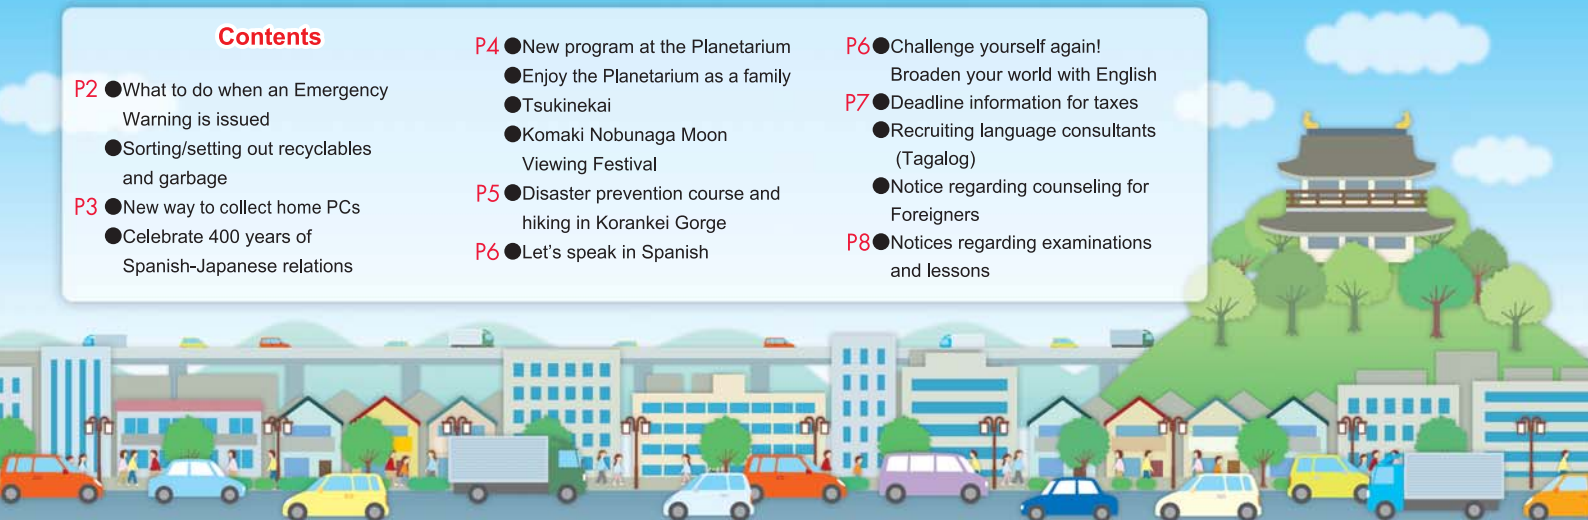 Contents
P2 ●What to do when an Emergency
Warning is issued
●Sorting/setting out recyclables
and garbage
P3 ●New way to collect home PCs
●Celebrate 400 years of
Spanish-Japanese relations
P4 ●New program at the Planetarium
●Enjoy the Planetarium as a family
●Tsukinekai
●Komaki Nobunaga Moon
Viewing Festival
P5 ●Disaster prevention course and
hiking in Korankei Gorge
P6 ●Let's speak in Spanish
P6 ●Challenge yourself again!
Broaden your world with English
P7 ●Deadline information for taxes
●Recruiting language consultants
(Tagalog)
●Notice regarding counseling for
Foreigners
P8 ●Notices regarding examinations
and lessons